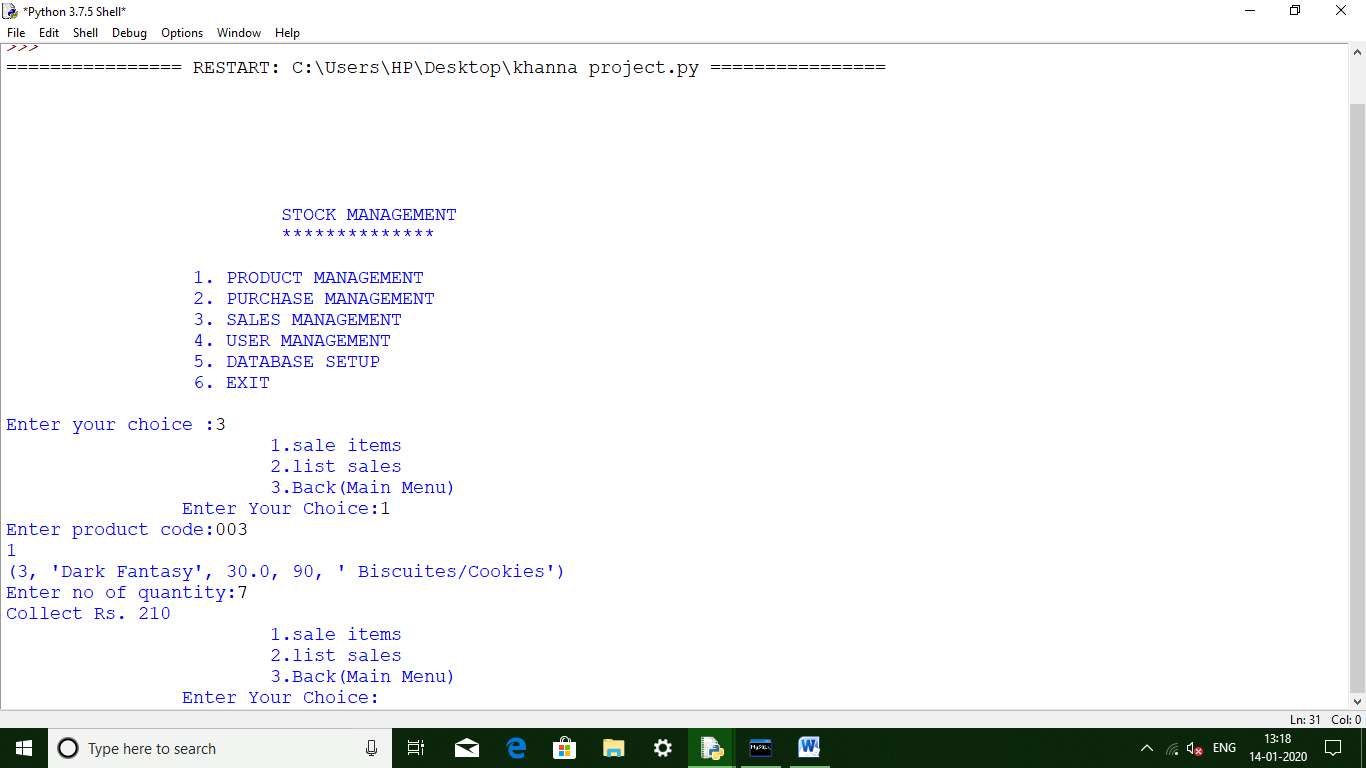 *Python 3.7.5 Shell*
File Edit Shell Debug Options Window Help
>>>
================ RESTART: C:\Users\HP\Desktop\khanna project.py ================
STOCK MANAGEMENT
**************
1. PRODUCT MANAGEMENT
2. PURCHASE MANAGEMENT
3. SALES MANAGEMENT
4. USER MANAGEMENT
5. DATABASE SETUP
6. EXIT
Enter your choice :3
1.sale items
2.list sales
3.Back(Main Menu)
Enter Your Choice:1
Enter product code:003
1
(3, 'Dark Fantasy', 30.0, 90, ' Biscuites/Cookies')
Enter no of quantity:7
Collect Rs. 210
1.sale items
2.list sales
3.Back(Main Menu)
Enter Your Choice:
Ln: 31 Col: 0
Type here to search
MySQL
ENG
13:18
14-01-2020